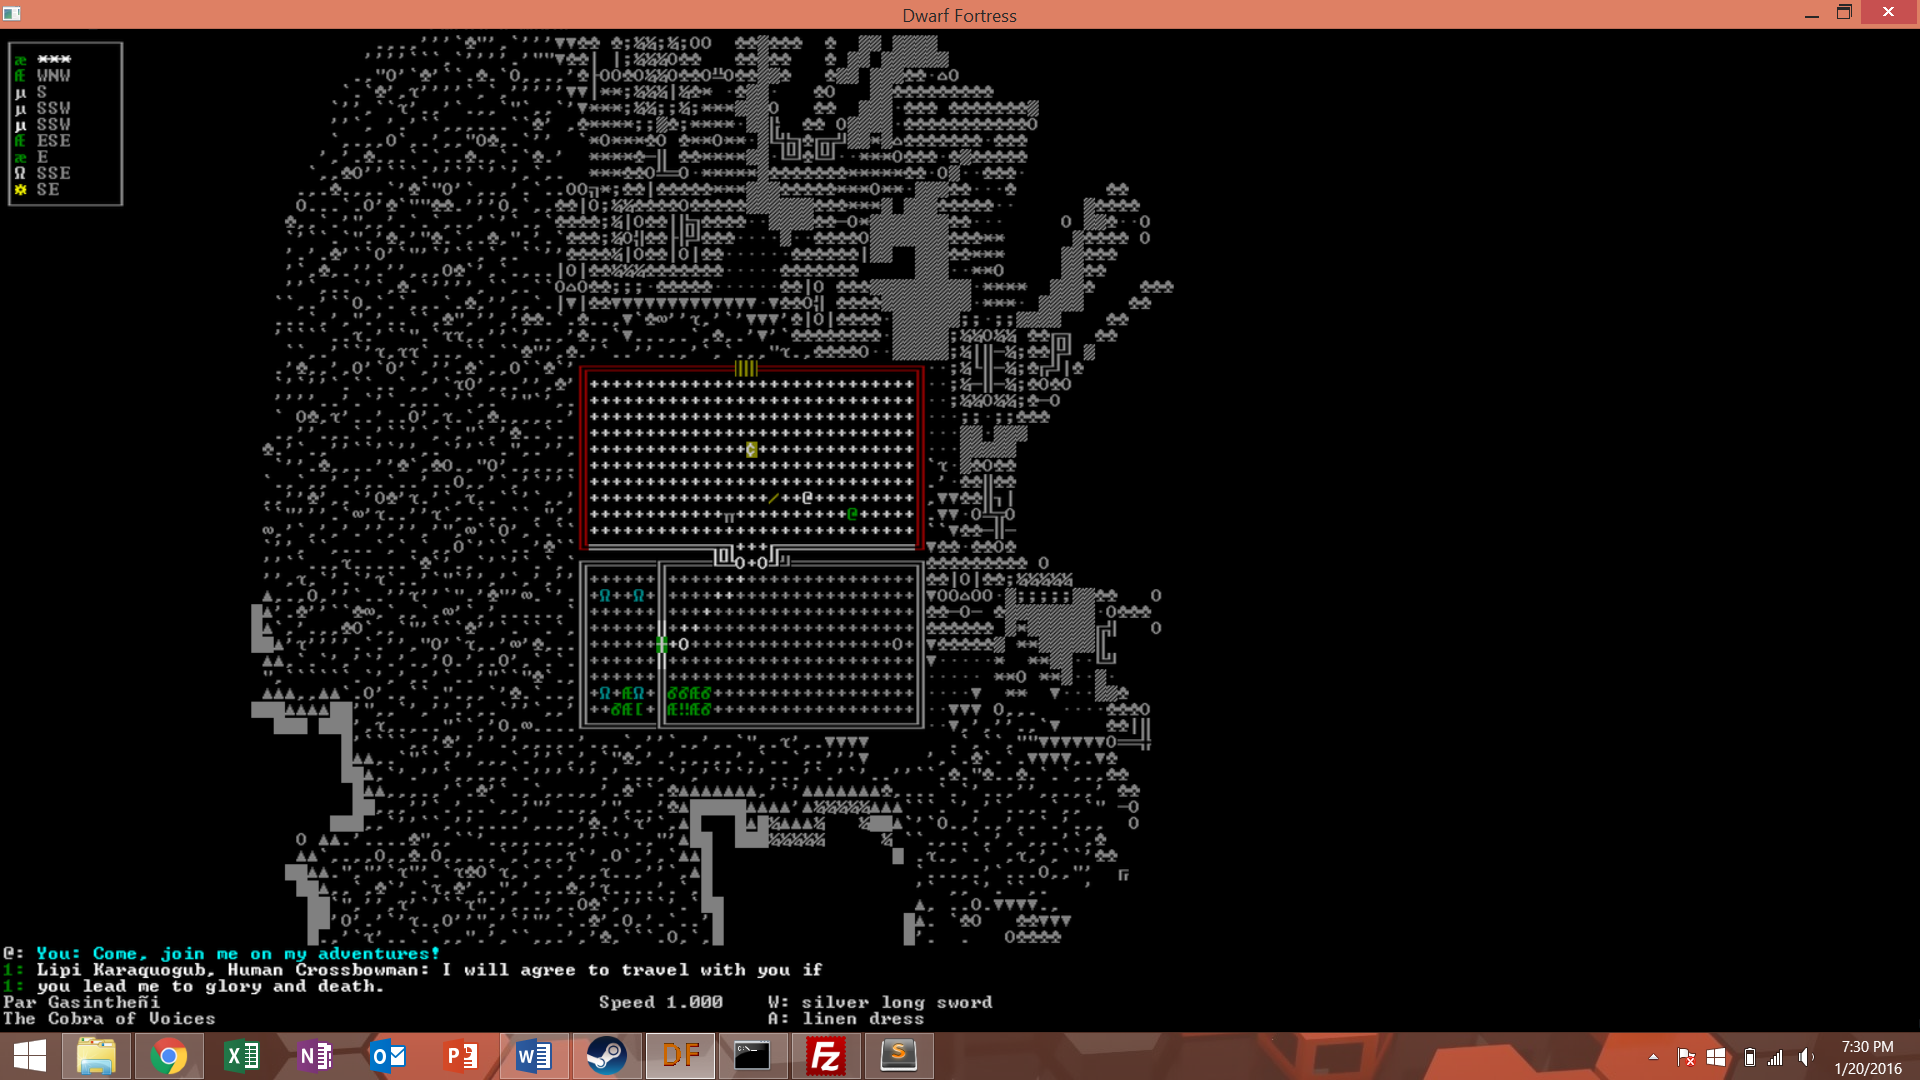 Dwarf Fortress
æ ***
Æ WNW
µ S
µ SSW
µ SSW
Æ ESE
æ E
Ω SSE
☼ SE
@: You: Come, join me on my adventures!
1: Lipi Karaquogub, Human Crossbowman: I will agree to travel with you if
1: you lead me to glory and death.
Par Gasintheñi Speed 1.000 W: silver long sword
The Cobra of Voices A: linen dress
DF
7:30 PM
1/20/2016